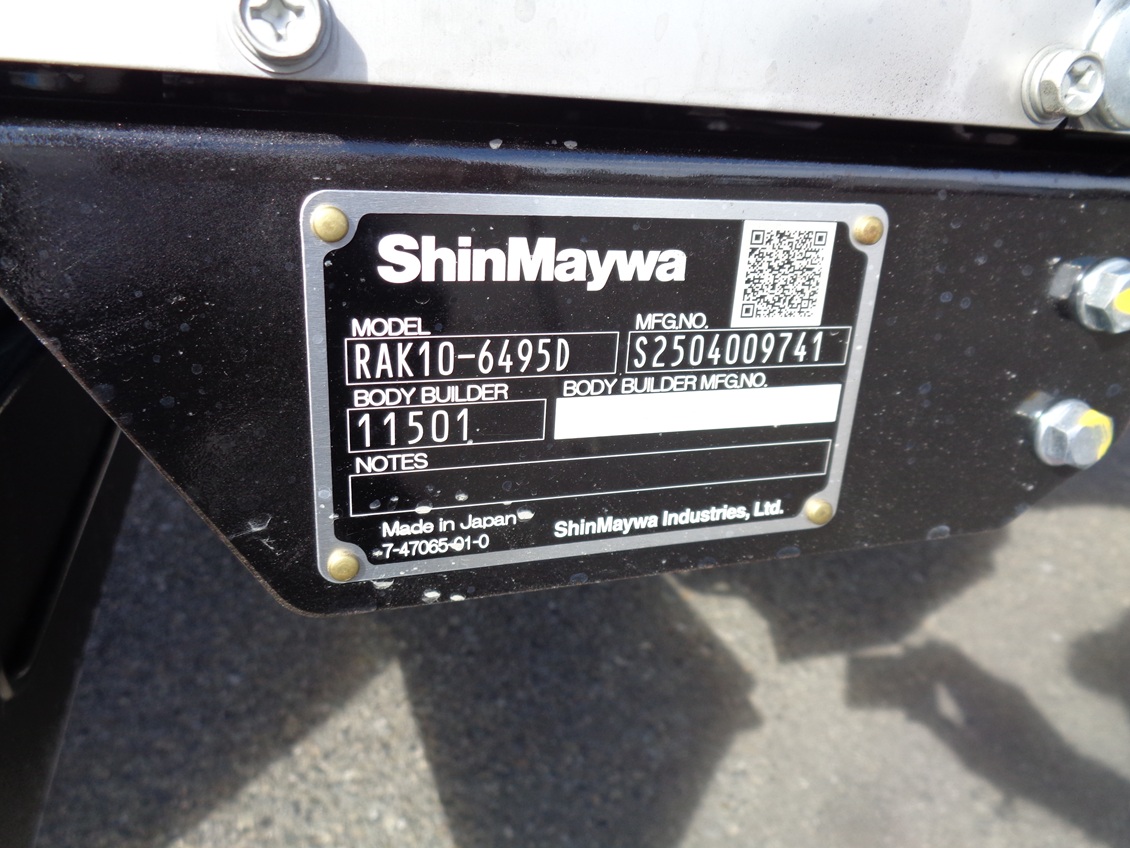 ShinMaywa
MODEL MFG.NO.
RAK10-6495D S2504009741
BODY BUILDER BODY BUILDER MFG.NO.
11501
NOTES
Made in Japan ShinMaywa Industries, Ltd.
7-47065-01-0